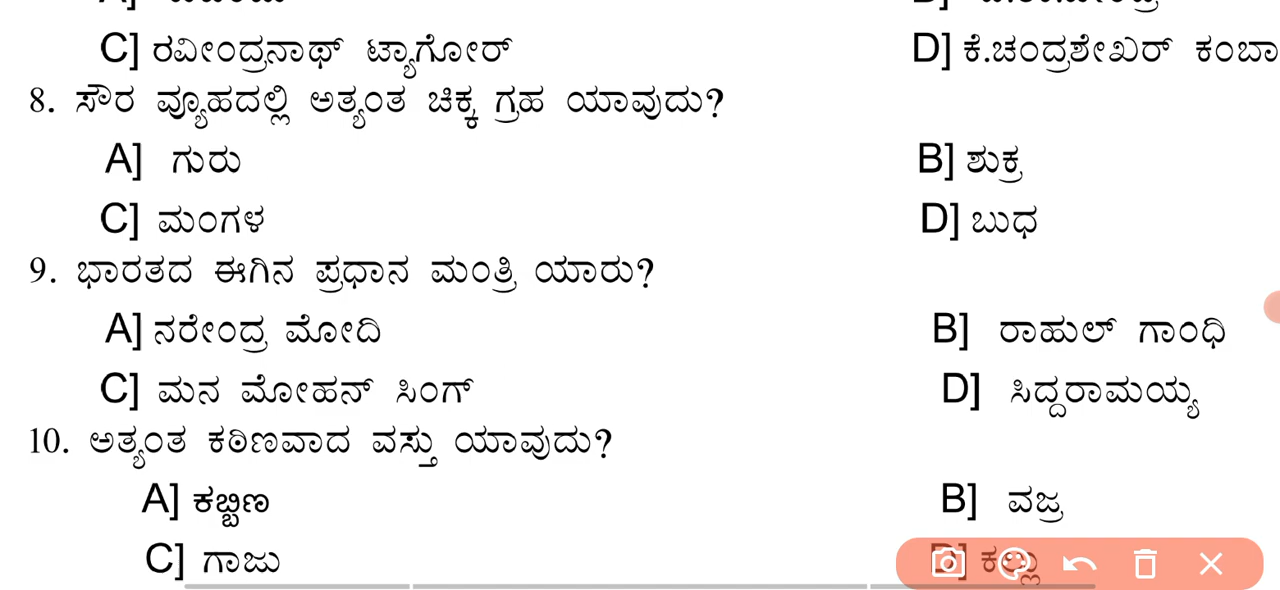 C] ರವೀಂದ್ರನಾಥ್ ಟ್ಯಾಗೋರ್ D] ಕೆ.ಚಂದ್ರಶೇಖರ್ ಕಂಬಾ
8. ಸೌರ ವ್ಯೂಹದಲ್ಲಿ ಅತ್ಯಂತ ಚಿಕ್ಕ ಗ್ರಹ ಯಾವುದು?
A] ಗುರು B] ಶುಕ್ರ
C] ಮಂಗಳ D] ಬುಧ
9. ಭಾರತದ ಈಗಿನ ಪ್ರಧಾನ ಮಂತ್ರಿ ಯಾರು?
A] ನರೇಂದ್ರ ಮೋದಿ B] ರಾಹುಲ್ ಗಾಂಧಿ
C] ಮನ ಮೋಹನ್ ಸಿಂಗ್ D] ಸಿದ್ದರಾಮಯ್ಯ
10. ಅತ್ಯಂತ ಕಠಿಣವಾದ ವಸ್ತು ಯಾವುದು?
A] ಕಬ್ಬಿಣ B] ವಜ್ರ
C] ಗಾಜು D] ಕಲ್ಲು